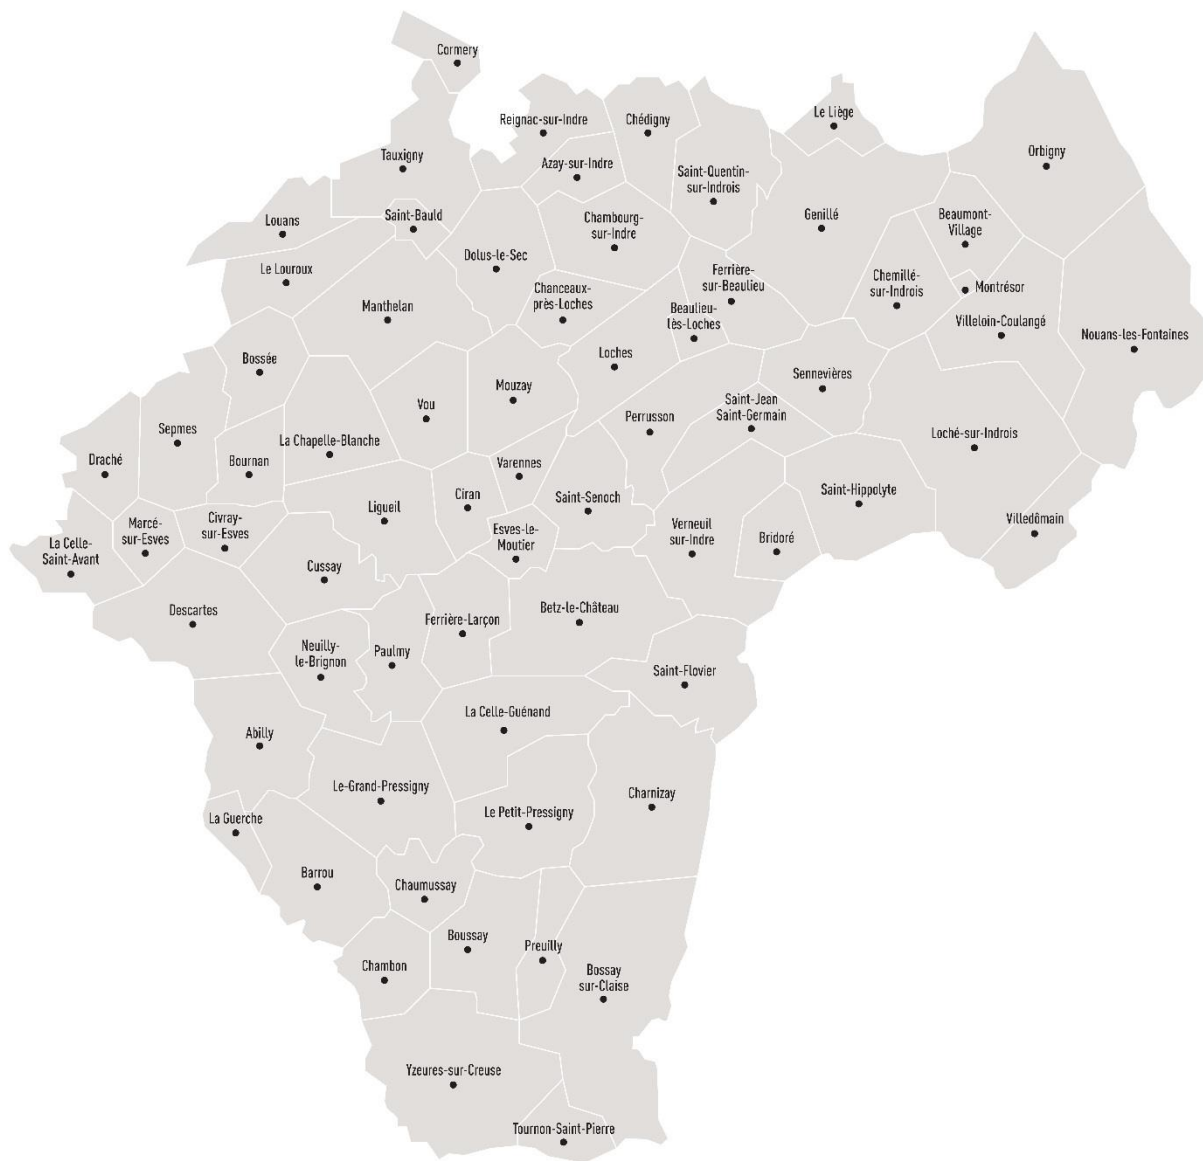 Cormery
Le Liège
Reignac-sur-Indre
Chédigny
Orbigny
Tauxigny
Azay-sur-Indre
Saint-Quentin-
sur-Indrois
Louans
Saint-Bauld
Chambourg-
sur-Indre
Genillé
Beaumont-
Village
Dolus-le-Sec
Le Louroux
Ferrière-
sur-Beaulieu
Chemillé-
sur-Indrois
Montrésor
Manthelan
Chanceaux-
près-Loches
Beaulieu-
lès-Loches
Villeloin-Coulangé
Nouans-les-Fontaines
Bossée
Loches
Sennevières
Mouzay
Vou
Saint-Jean
Saint-Germain
Perrusson
Sepmes
La Chapelle-Blanche
Loché-sur-Indrois
Draché
Bournan
Varennes
Ciran
Saint-Senoch
Saint-Hippolyte
Ligueil
Marcé-
sur-Esves
Civray-
sur-Esves
Esves-le-
Moutier
Verneuil
sur-Indre
Bridoré
Villedômain
La Celle-
Saint-Avant
Cussay
Descartes
Ferrière-Larçon
Betz-le-Château
Neuilly-
le-Brignon
Paulmy
Saint-Flovier
La Celle-Guénand
Abilly
Le-Grand-Pressigny
Charnizay
La Guerche
Le Petit-Pressigny
Barrou
Chaumussay
Boussay
Preuilly
Chambon
Bossay
sur-Claise
Yzeures-sur-Creuse
Tournon-Saint-Pierre